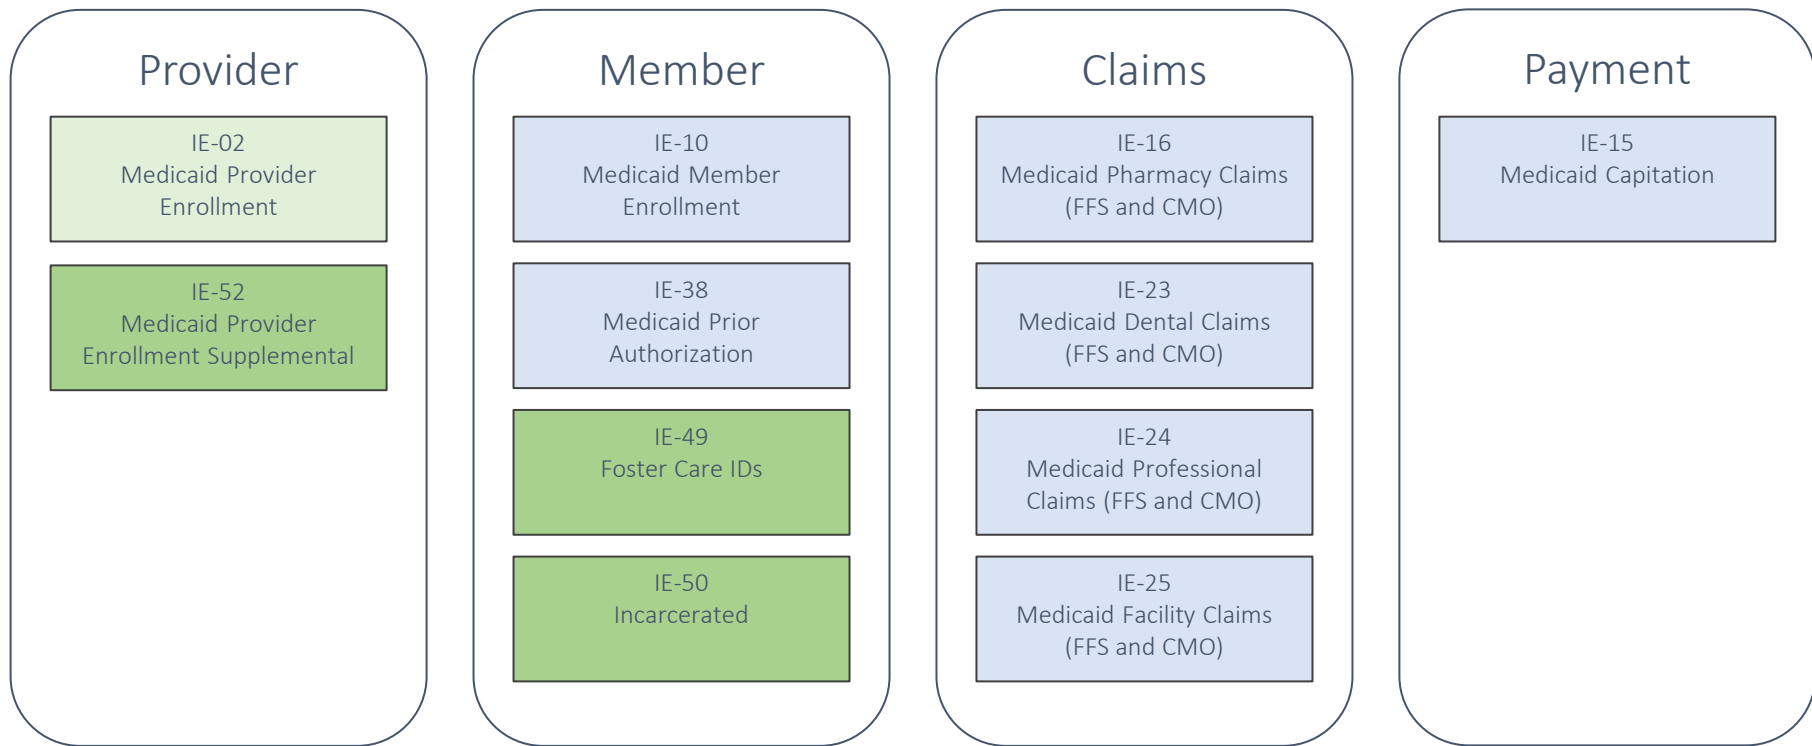 Provider
IE-02
Medicaid Provider
Enrollment
IE-52
Medicaid Provider
Enrollment Supplemental
Member
IE-10
Medicaid Member
Enrollment
IE-38
Medicaid Prior
Authorization
IE-49
Foster Care IDs
IE-50
Incarcerated
Claims
IE-16
Medicaid Pharmacy Claims
(FFS and CMO)
IE-23
Medicaid Dental Claims
(FFS and CMO)
IE-24
Medicaid Professional
Claims (FFS and CMO)
IE-25
Medicaid Facility Claims
(FFS and CMO)
Payment
IE-15
Medicaid Capitation